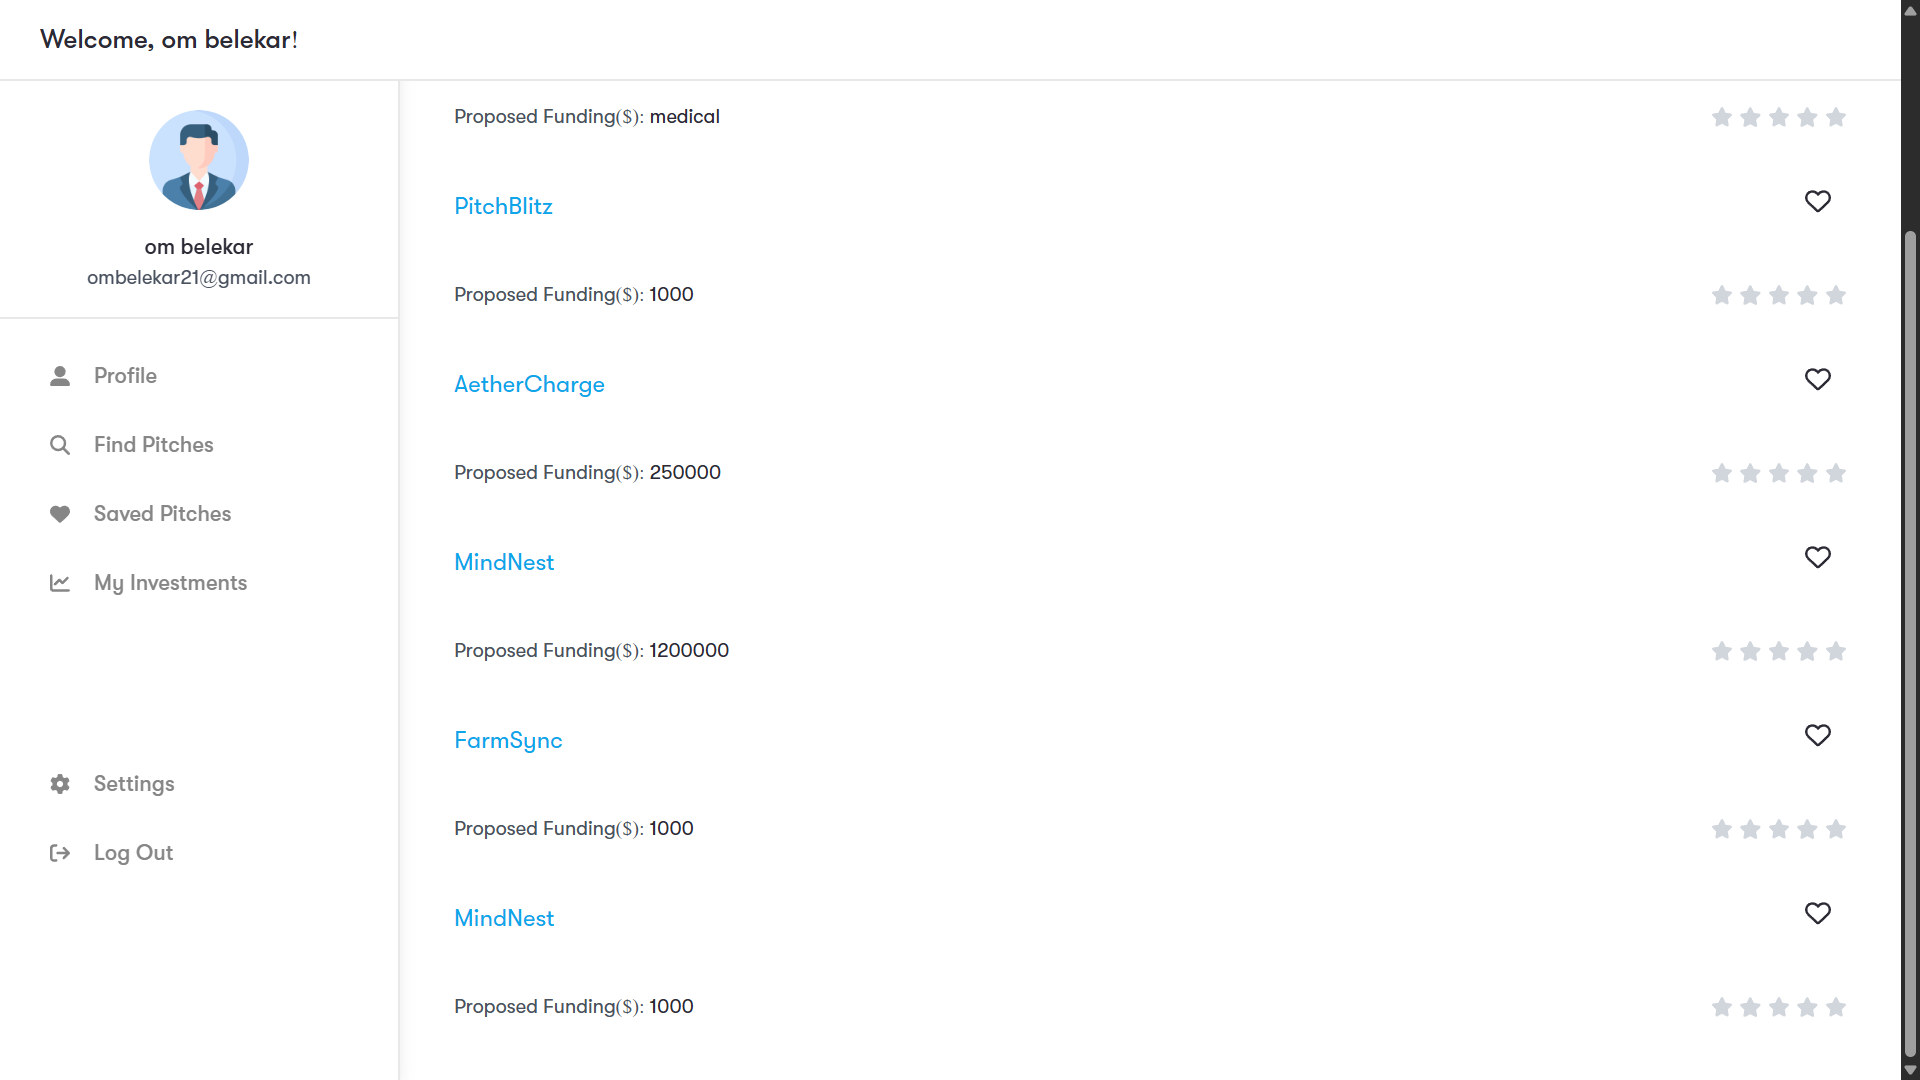 Welcome, om belekar!
om belekar
ombelekar21@gmail.com
Profile
Find Pitches
Saved Pitches
My Investments
Settings
Log Out
Proposed Funding($): medical
PitchBlitz
Proposed Funding($): 1000
AetherCharge
Proposed Funding($): 250000
MindNest
Proposed Funding($): 1200000
FarmSync
Proposed Funding($): 1000
MindNest
Proposed Funding($): 1000